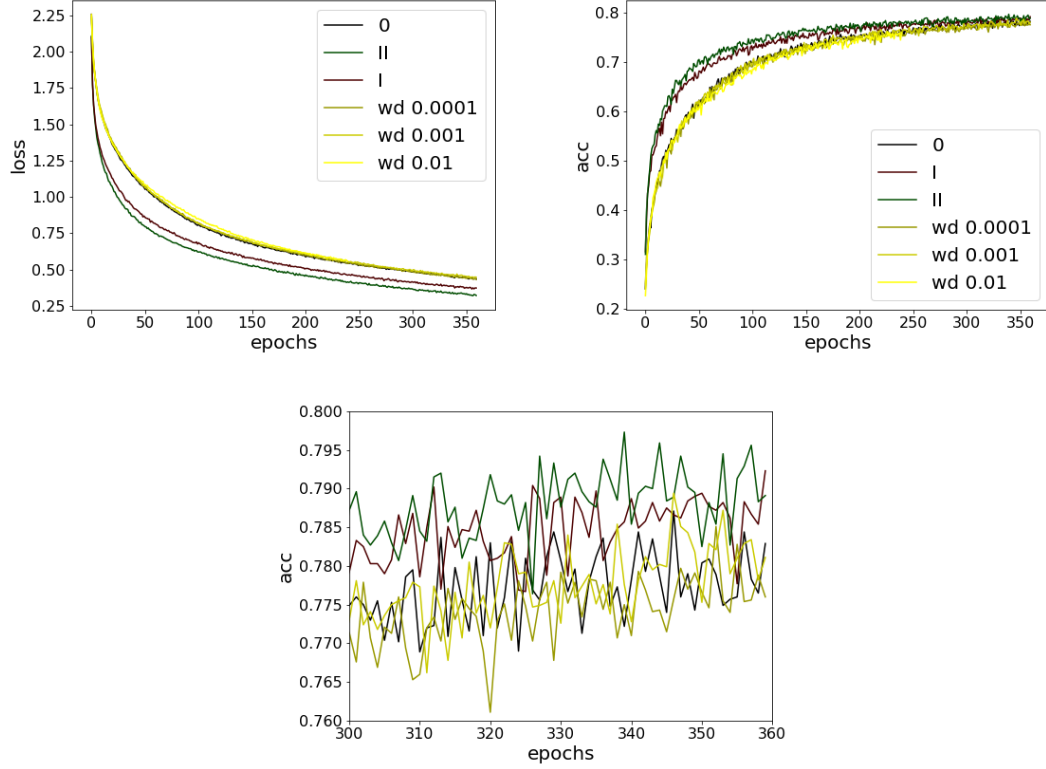 2.25
2.00
1.75
1.50
1.25
1.00
0.75
0.50
0.25
loss
0
II
I
wd 0.0001
wd 0.001
wd 0.01
0 50 100 150 200 250 300 350
epochs
0.8
0.7
0.6
0.5
0.4
0.3
0.2
acc
0
I
II
wd 0.0001
wd 0.001
wd 0.01
0 50 100 150 200 250 300 350
epochs
0.800
0.795
0.790
0.785
0.780
0.775
0.770
0.765
0.760
acc
300 310 320 330 340 350 360
epochs